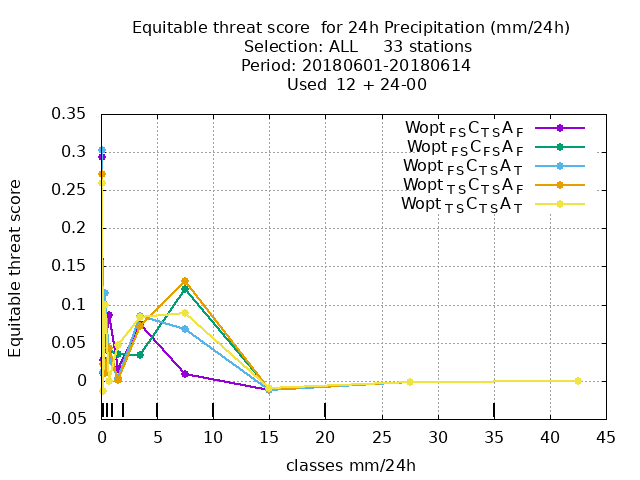 Equitable threat score  for 24h Precipitation (mm/24h)
Selection: ALL     33 stations
Period: 20180601-20180614
Used  12 + 24-00
Wopt FS C TS A F
Wopt FS C FS A F
Wopt FS C TS A T
Wopt TS C TS A F
Wopt TS C TS A T
Equitable threat score
0.35
0.3
0.25
0.2
0.15
0.1
0.05
0
-0.05
0 5 10 15 20 25 30 35 40 45
classes mm/24h